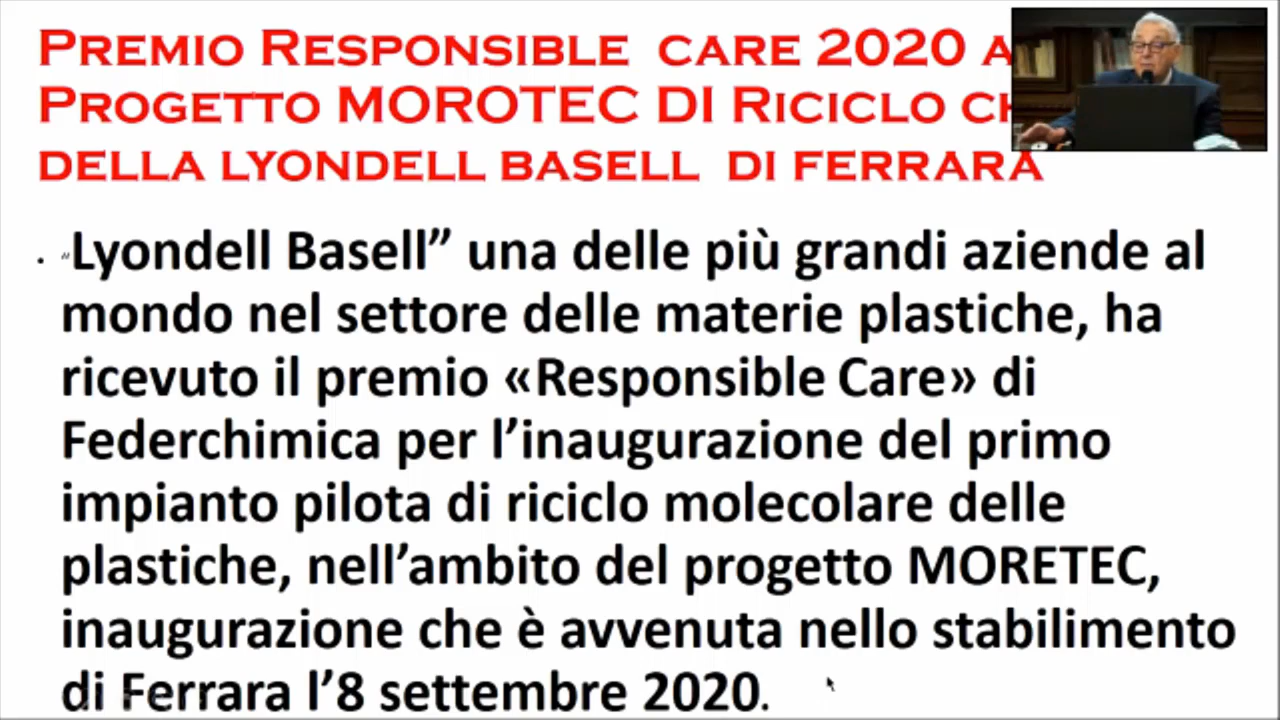 PREMIO RESPONSIBLE CARE 2020 A
PROGETTO MOROTEC DI RICICLO
DELLA LYONDELL BASELL DI FERRARA
• “Lyondell Basell” una delle più grandi aziende al
mondo nel settore delle materie plastiche, ha
ricevuto il premio «Responsible Care» di
Federchimica per l’inaugurazione del primo
impianto pilota di riciclo molecolare delle
plastiche, nell’ambito del progetto MORETEC,
inaugurazione che è avvenuta nello stabilimento
di Ferrara l’8 settembre 2020.